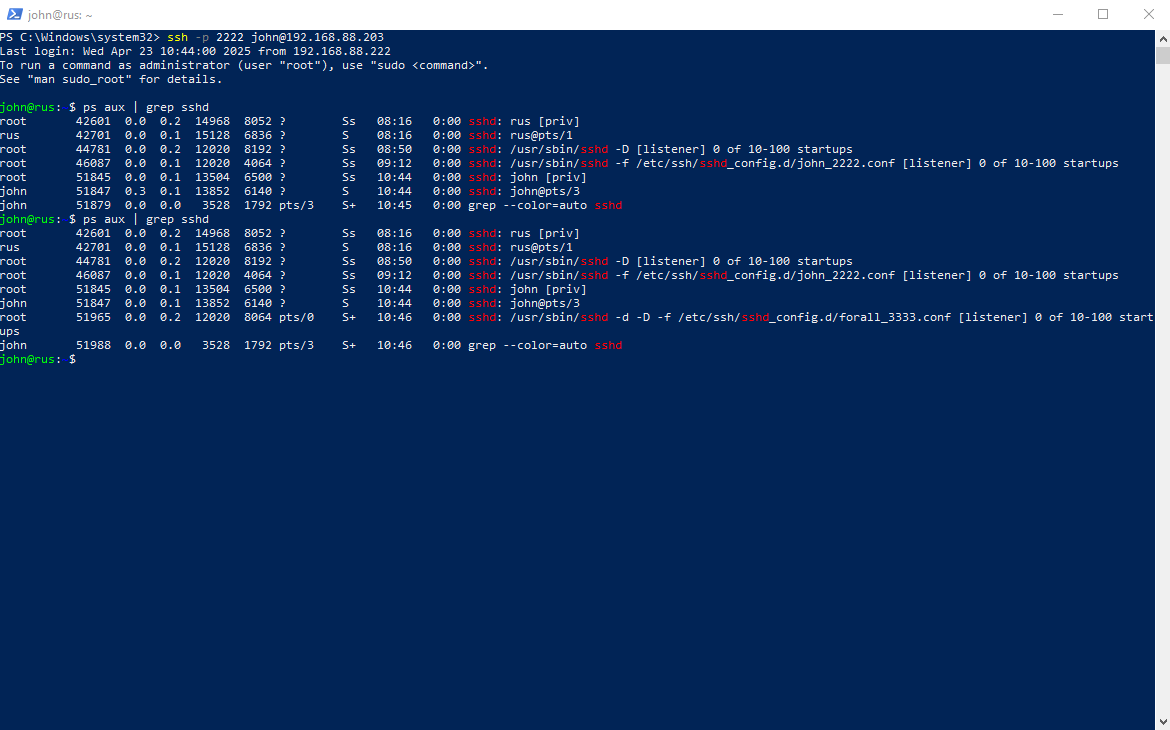 john@rus: ~
PS C:\Windows\system32> ssh -p 2222 john@192.168.88.203
Last login: Wed Apr 23 10:44:00 2025 from 192.168.88.222
To run a command as administrator (user "root"), use "sudo <command>".
See "man sudo_root" for details.
john@rus: $ ps aux | grep sshd
root       42601  0.0  0.2  14968  8052 ?        Ss   08:16   0:00 sshd: rus [priv]
rus        42701  0.0  0.1  15128  6836 ?        S    08:16   0:00 sshd: rus@pts/1
root       44781  0.0  0.2  12020  8192 ?        Ss   08:50   0:00 sshd: /usr/sbin/sshd -D [listener] 0 of 10-100 startups
root       46087  0.0  0.1  12020  4064 ?        Ss   09:12   0:00 sshd: /usr/sbin/sshd -f /etc/ssh/sshd_config.d/john_2222.conf [listener] 0 of 10-100 startups
root       51845  0.0  0.1  13504  6500 ?        Ss   10:44   0:00 sshd: john [priv]
john       51847  0.3  0.1  13852  6140 ?        S    10:44   0:00 sshd: john@pts/3
john       51879  0.0  0.0   3528  1792 pts/3    S+   10:45   0:00 grep --color=auto sshd
john@rus: $ ps aux | grep sshd
root       42601  0.0  0.2  14968  8052 ?        Ss   08:16   0:00 sshd: rus [priv]
rus        42701  0.0  0.1  15128  6836 ?        S    08:16   0:00 sshd: rus@pts/1
root       44781  0.0  0.2  12020  8192 ?        Ss   08:50   0:00 sshd: /usr/sbin/sshd -D [listener] 0 of 10-100 startups
root       46087  0.0  0.1  12020  4064 ?        Ss   09:12   0:00 sshd: /usr/sbin/sshd -f /etc/ssh/sshd_config.d/john_2222.conf [listener] 0 of 10-100 startups
root       51845  0.0  0.1  13504  6500 ?        Ss   10:44   0:00 sshd: john [priv]
john       51847  0.0  0.1  13852  6140 ?        S    10:44   0:00 sshd: john@pts/3
root       51965  0.0  0.2  12020  8064 pts/0    S+   10:46   0:00 sshd: /usr/sbin/sshd -d -D -f /etc/ssh/sshd_config.d/forall_3333.conf [listener] 0 of 10-100 start
ups
john       51988  0.0  0.0   3528  1792 pts/3    S+   10:46   0:00 grep --color=auto sshd
john@rus: $